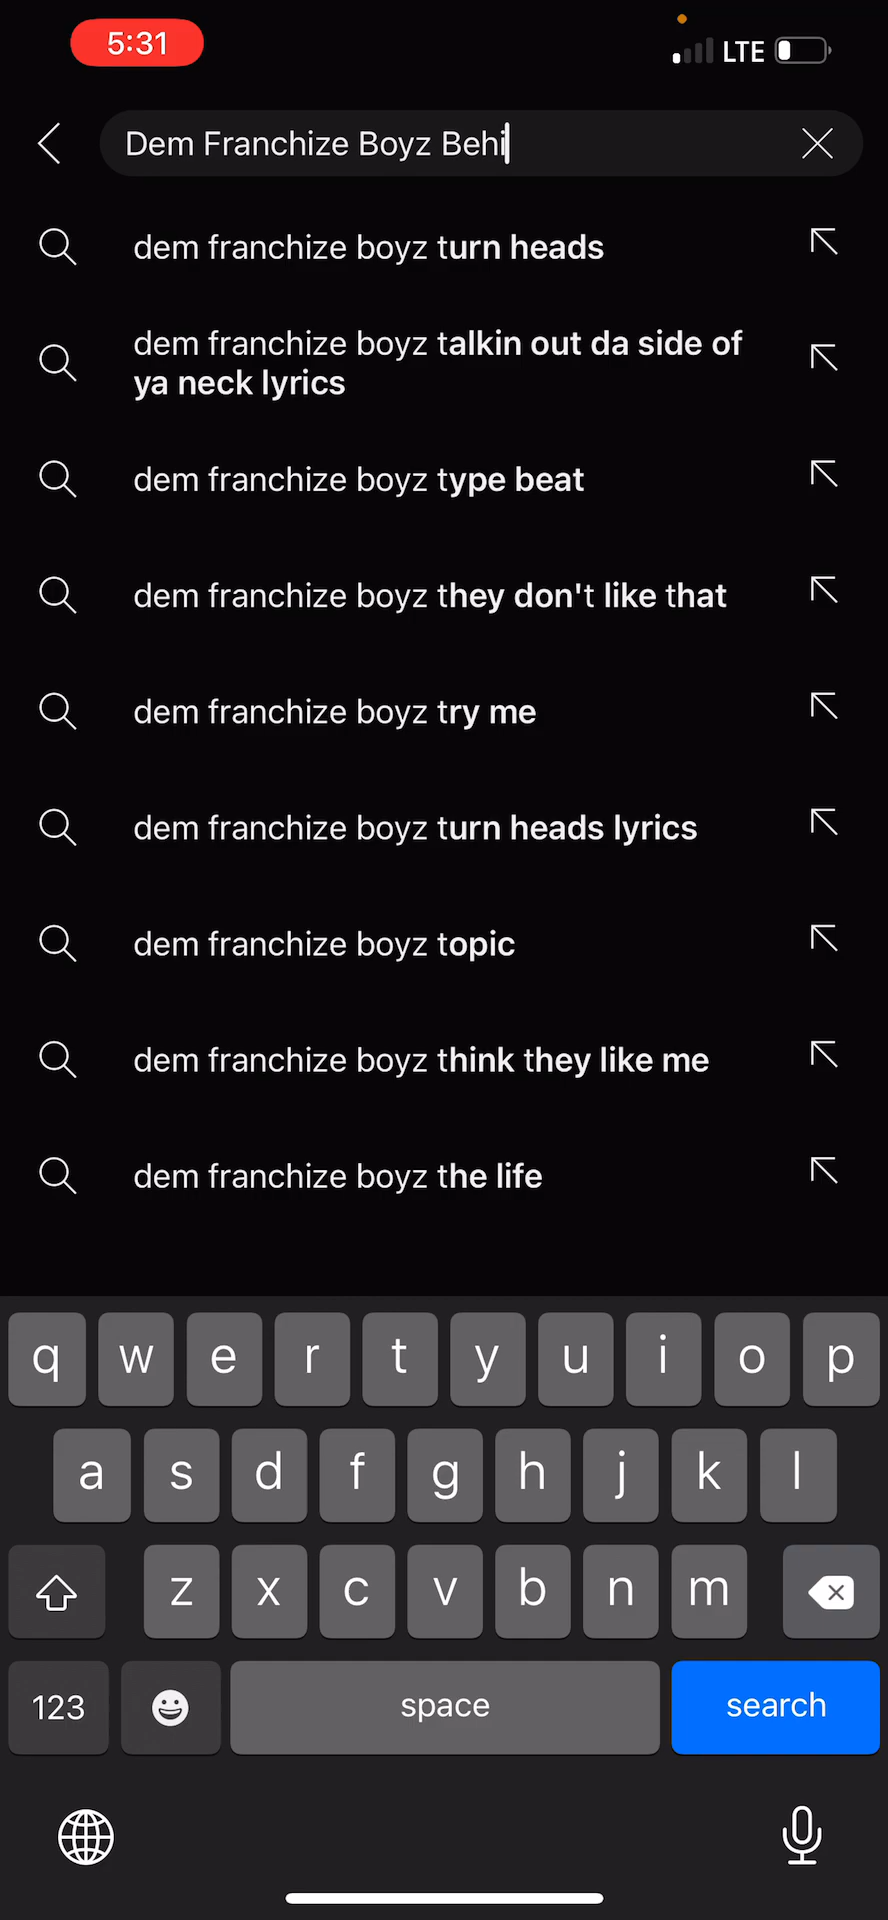 5:31
LTE
Dem Franchize Boyz Behi
dem franchize boyz turn heads
dem franchize boyz talkin out da side of
ya neck lyrics
dem franchize boyz type beat
dem franchize boyz they don't like that
dem franchize boyz try me
dem franchize boyz turn heads lyrics
dem franchize boyz topic
dem franchize boyz think they like me
dem franchize boyz the life
q w e r t y u i o p
a s d f g h j k l
z x c v b n m
123 space search